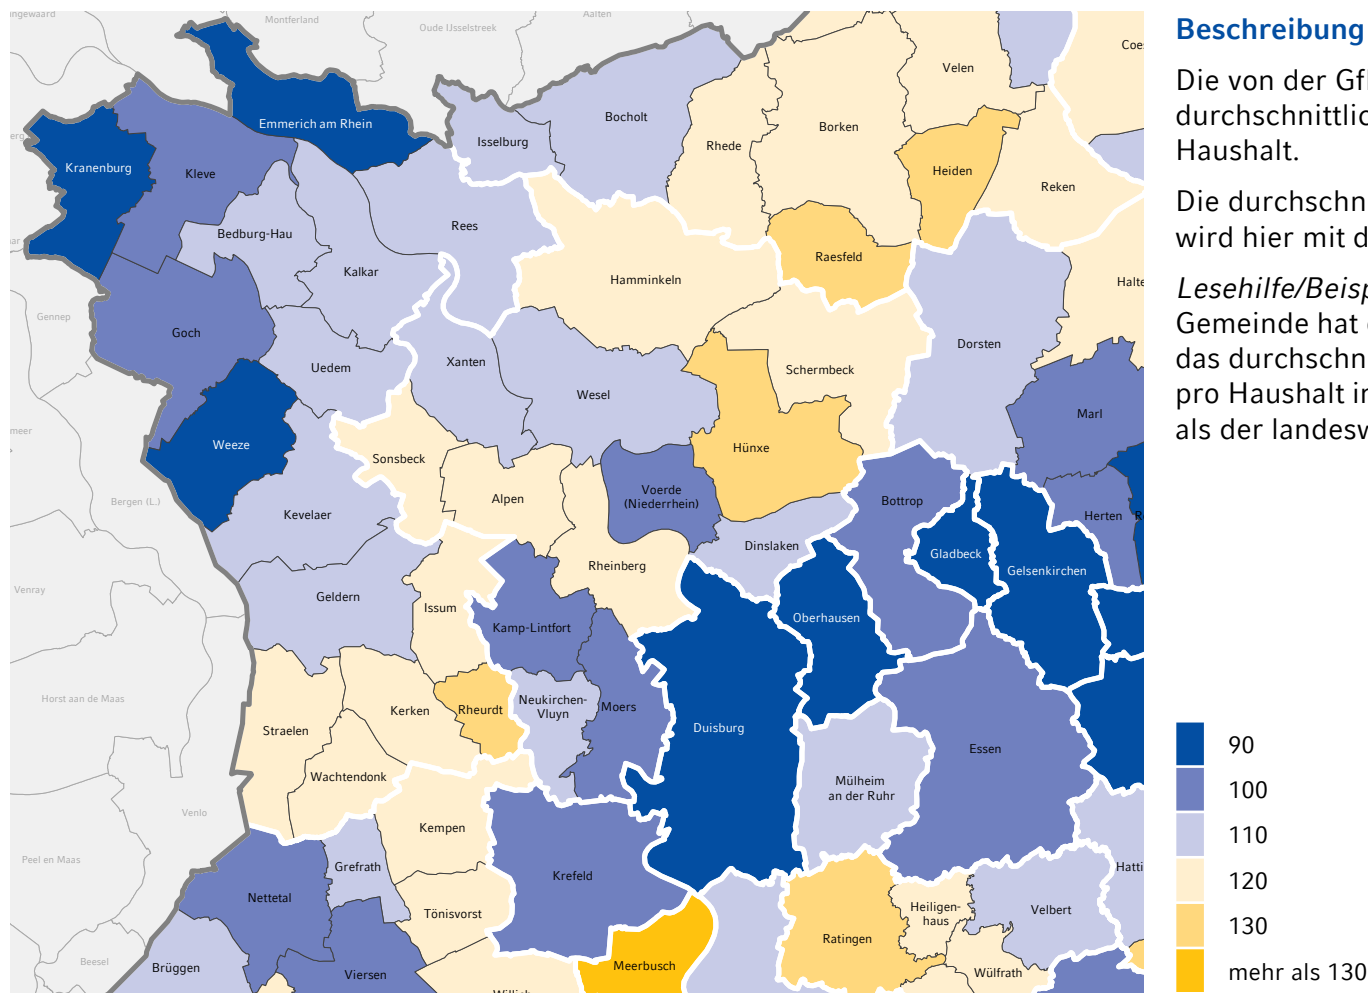 Montferland
Oude IJsselstreek
Aalten
Velen
Emmerich am Rhein
Bocholt
Borken
Isselburg
Rhede
Kranenburg
Kleve
Heiden
Reken
Bedburg-Hau
Rees
Raesfeld
Kalkar
Hamminkeln
Gennep
Goch
Dorsten
Uedem
Xanten
Schermbeck
Wesel
Marl
Weeze
Hünxe
Sonsbeck
Voerde
(Niederrhein)
Alpen
Bottrop
Bergen (L.)
Kevelaer
Herten
Dinslaken
Gladbeck
Rheinberg
Gelsenkirchen
Venray
Geldern
Issum
Oberhausen
Kamp-Lintfort
Horst aan de Maas
Neukirchen-
Vluyn
Moers
Kerken
Rheurdt
Straelen
Duisburg
Essen
Wachtendonk
Mülheim
an der Ruhr
Venlo
Kempen
Peel en Maas
Grefrath
Krefeld
Nettetal
Tönisvorst
Heiligen-
haus
Velbert
Ratingen
Beesel
Brüggen
Viersen
Meerbusch
Wülfrath
Beschreibung
Die von der
durchschnittlic
Haushalt.
Die durchschn
wird hier mit d
Lesehilfe/Beisp
Gemeinde hat
das durchschn
pro Haushalt in
als der landesw
90
100
110
120
130
mehr als 130